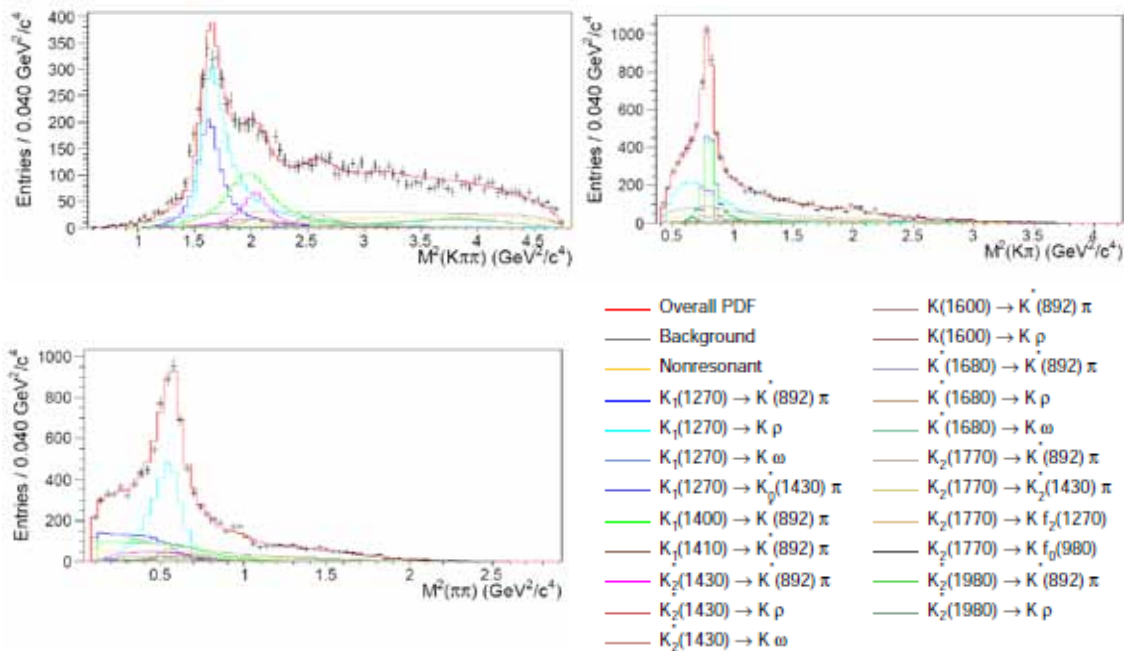 Entries / 0.040 GeV²/c⁴
400
350
300
250
200
150
100
50
0
1 1.5 2 2.5 3 3.5 4 4.5
M²(Kππ) (GeV²/c⁴)
Entries / 0.040 GeV²/c⁴
1000
800
600
400
200
0
0.5 1 1.5 2 2.5 3 3.5 4
M²(Kπ) (GeV²/c⁴)
Entries / 0.040 GeV²/c⁴
1000
800
600
400
200
0
0.5 1 1.5 2 2.5
M²(ππ) (GeV²/c⁴)
Overall PDF
Background
Nonresonant
K₁(1270) → K*(892) π
K₁(1270) → K ρ
K₁(1270) → K ω
K₁(1270) → K₀*(1430) π
K₁(1400) → K*(892) π
K*(1410) → K*(892) π
K₂*(1430) → K*(892) π
K₂*(1430) → K ρ
K₂*(1430) → K ω
K(1600) → K*(892) π
K(1600) → K ρ
K*(1680) → K*(892) π
K*(1680) → K ρ
K*(1680) → K ω
K₂(1770) → K*(892) π
K₂(1770) → K₂*(1430) π
K₂(1770) → K f₂(1270)
K₂(1770) → K f₀(980)
K₂*(1980) → K*(892) π
K₂*(1980) → K ρ